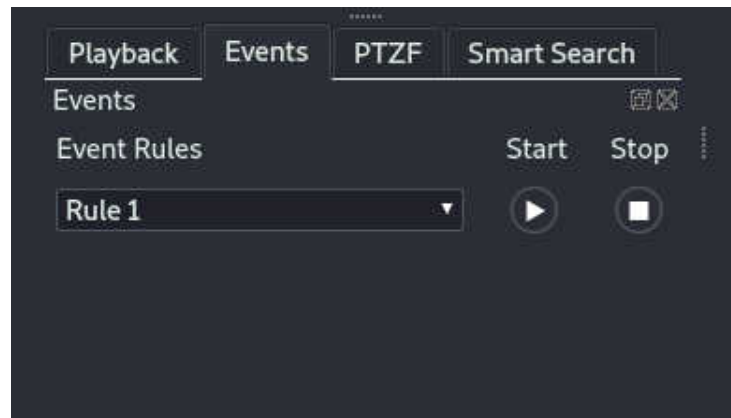 Playback Events PTZF Smart Search
Events
Event Rules Start Stop
Rule 1